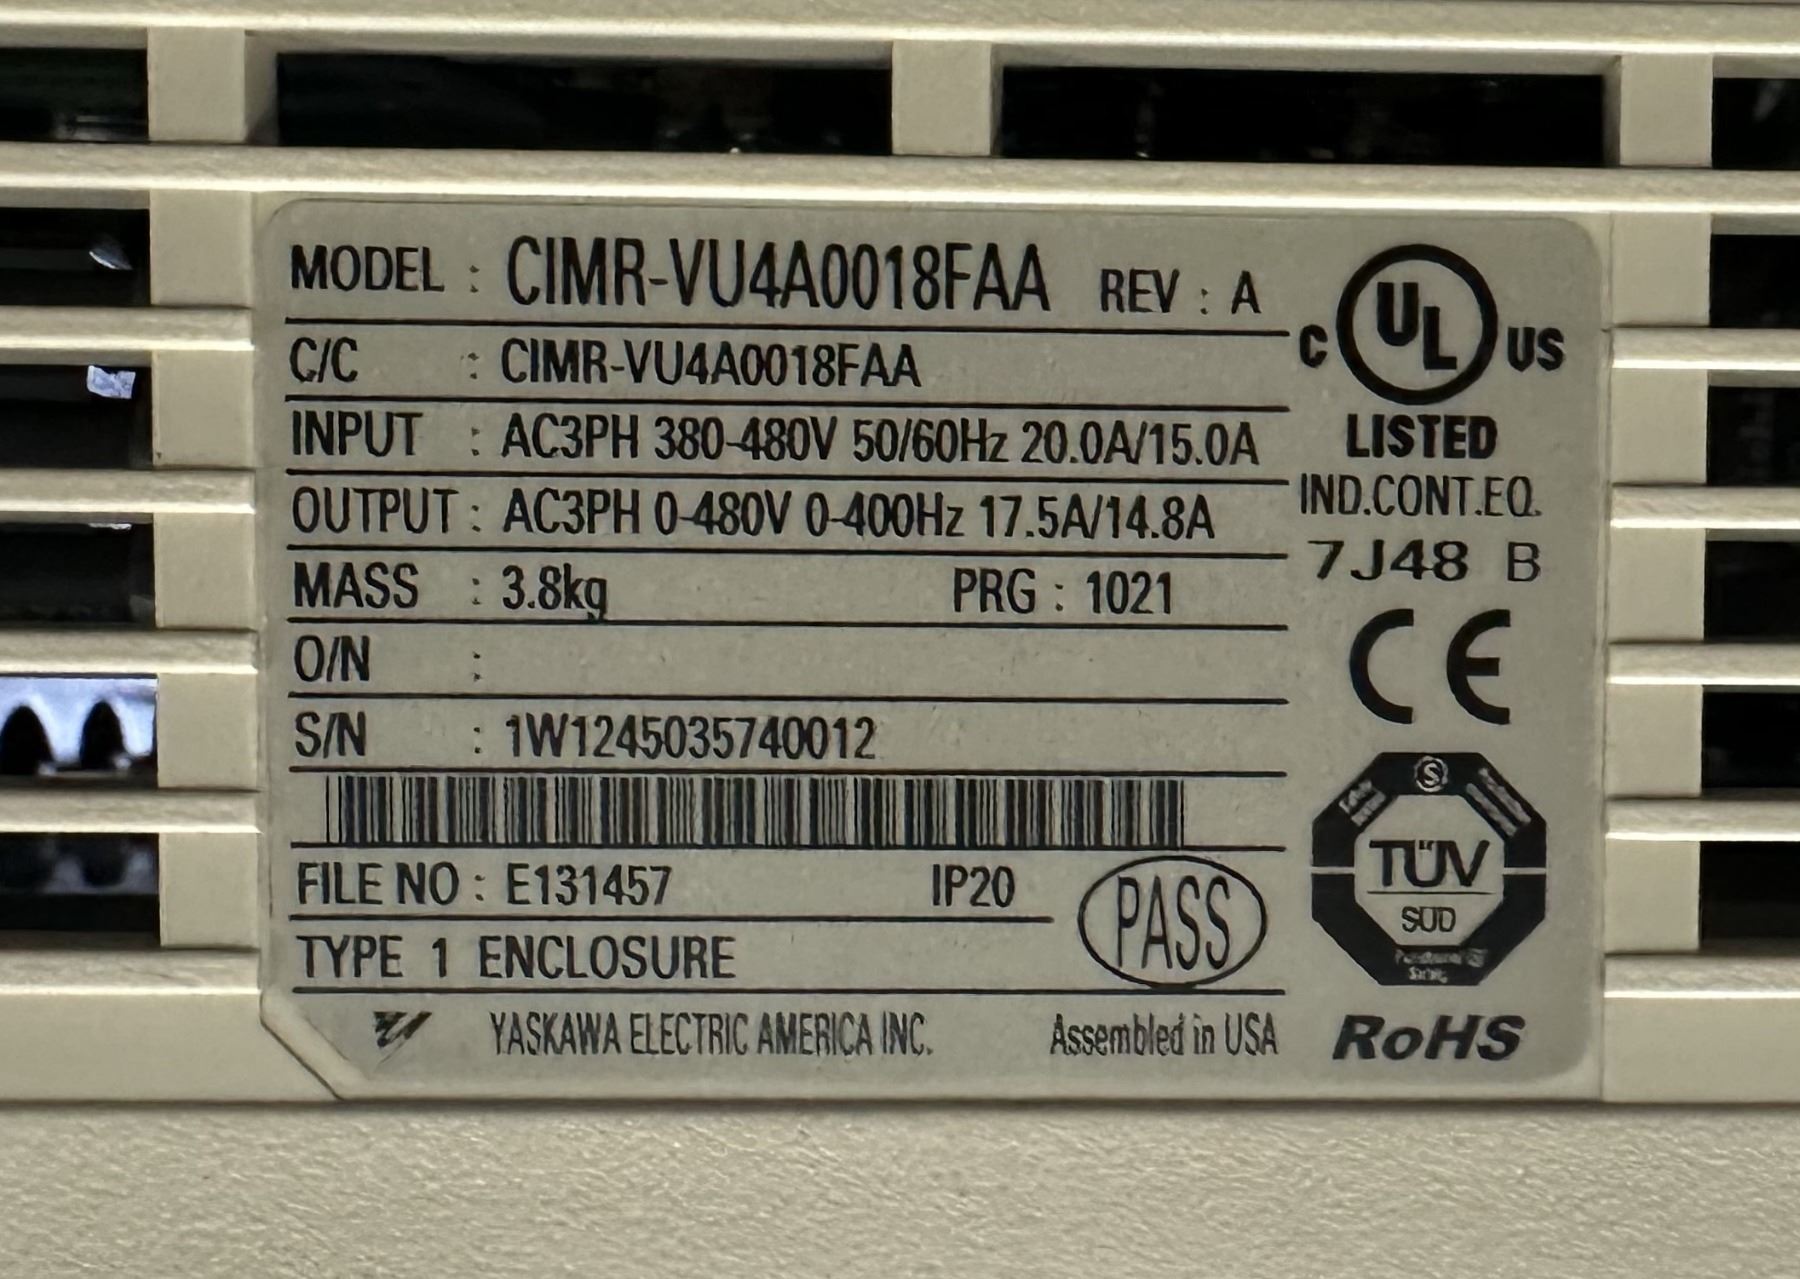 MODEL : CIMR-VU4A0018FAA REV : A
C/C : CIMR-VU4A0018FAA
INPUT : AC3PH 380-480V 50/60Hz 20.0A/15.0A
OUTPUT : AC3PH 0-480V 0-400Hz 17.5A/14.8A
MASS : 3.8kg PRG : 1021
O/N :
S/N : 1W1245035740012
FILE NO : E131457 IP20
PASS
TYPE 1 ENCLOSURE
YASKAWA ELECTRIC AMERICA INC. Assembled in USA
C UL US
LISTED
IND.CONT.EQ.
7J48 B
CE
S
TÜV
SÜD
RoHS